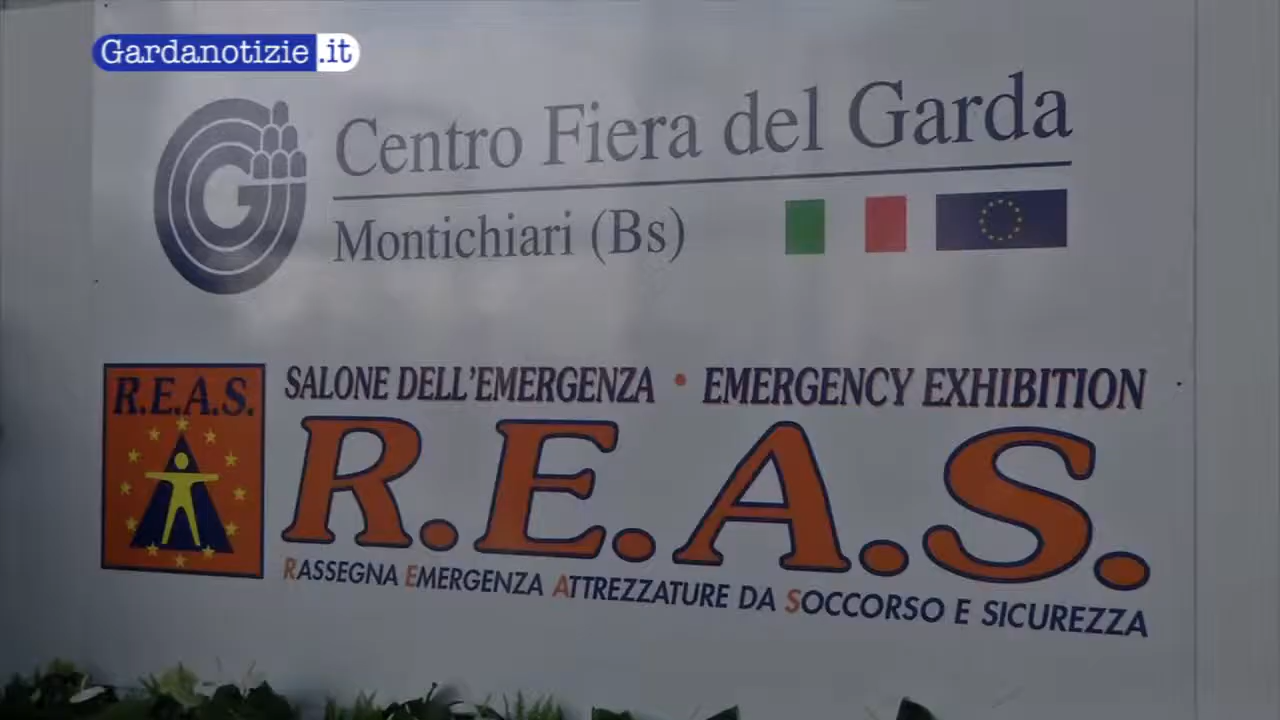 Gardanotizie.it
Centro Fiera del Garda
Montichiari (Bs)
R.E.A.S.
SALONE DELL'EMERGENZA • EMERGENCY EXHIBITION
R.E.A.S.
RASSEGNA EMERGENZA ATTREZZATURE DA SOCCORSO E SICUREZZA